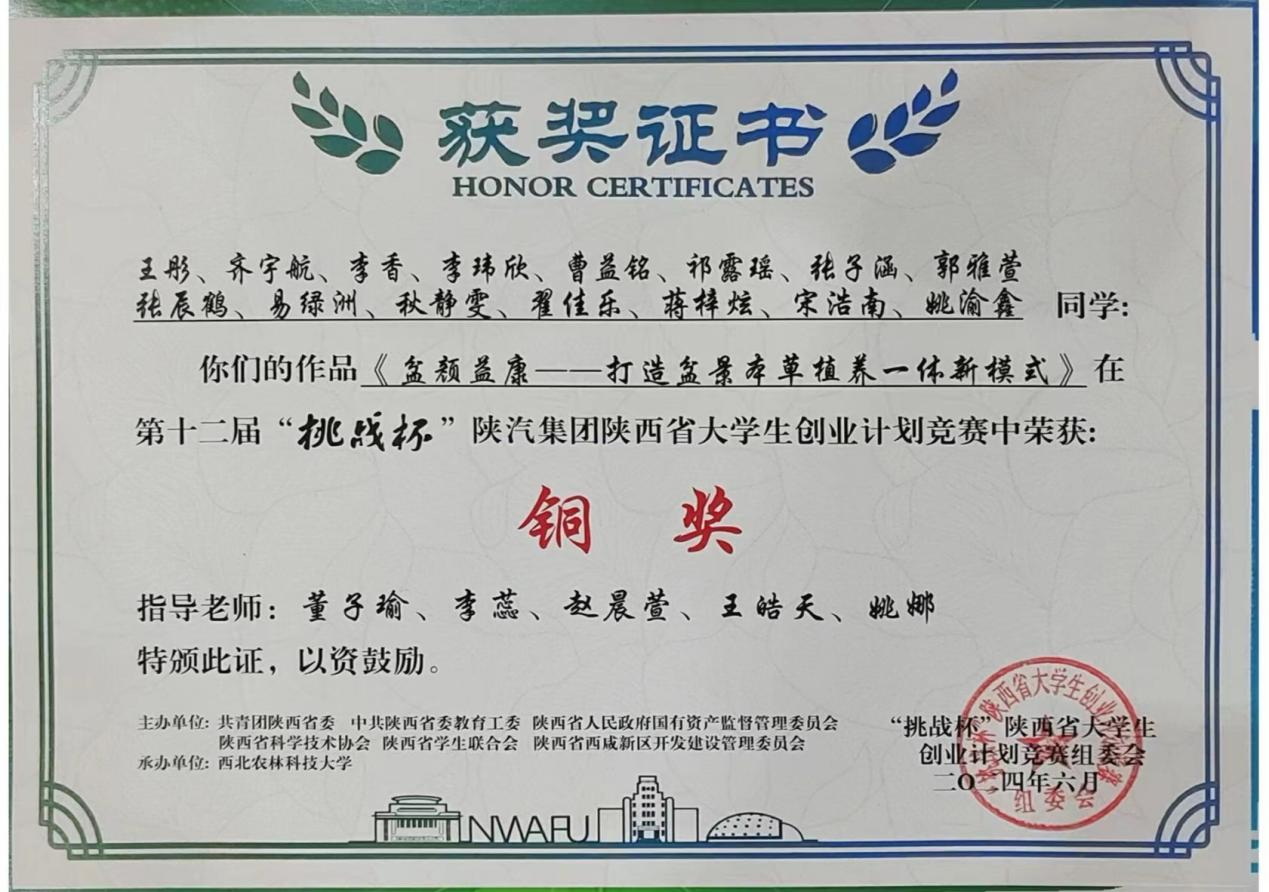 获奖证书
HONOR CERTIFICATES
王彤、齐宇航、李香、李玮欣、曹益铭、祁露瑶、张子涵、郭雅萱
张辰鹤、易绿洲、秋静雯、翟佳乐、蒋梓炫、宋浩南、姚渝鑫 同学:
你们的作品《盆颜益康——打造盆景本草植养一体新模式》在
第十二届“挑战杯”陕汽集团陕西省大学生创业计划竞赛中荣获:
铜 奖
指导老师: 董子瑜、李蕊、赵晨萱、王皓天、姚娜
特颁此证, 以资鼓励。
主办单位: 共青团陕西省委 中共陕西省委教育工委 陕西省人民政府国有资产监督管理委员会
陕西省科学技术协会 陕西省学生联合会 陕西省西咸新区开发建设管理委员会
承办单位: 西北农林科技大学
“挑战杯”陕西省大学生
创业计划竞赛组委会
二〇二四年六月
组委会
NWAFU